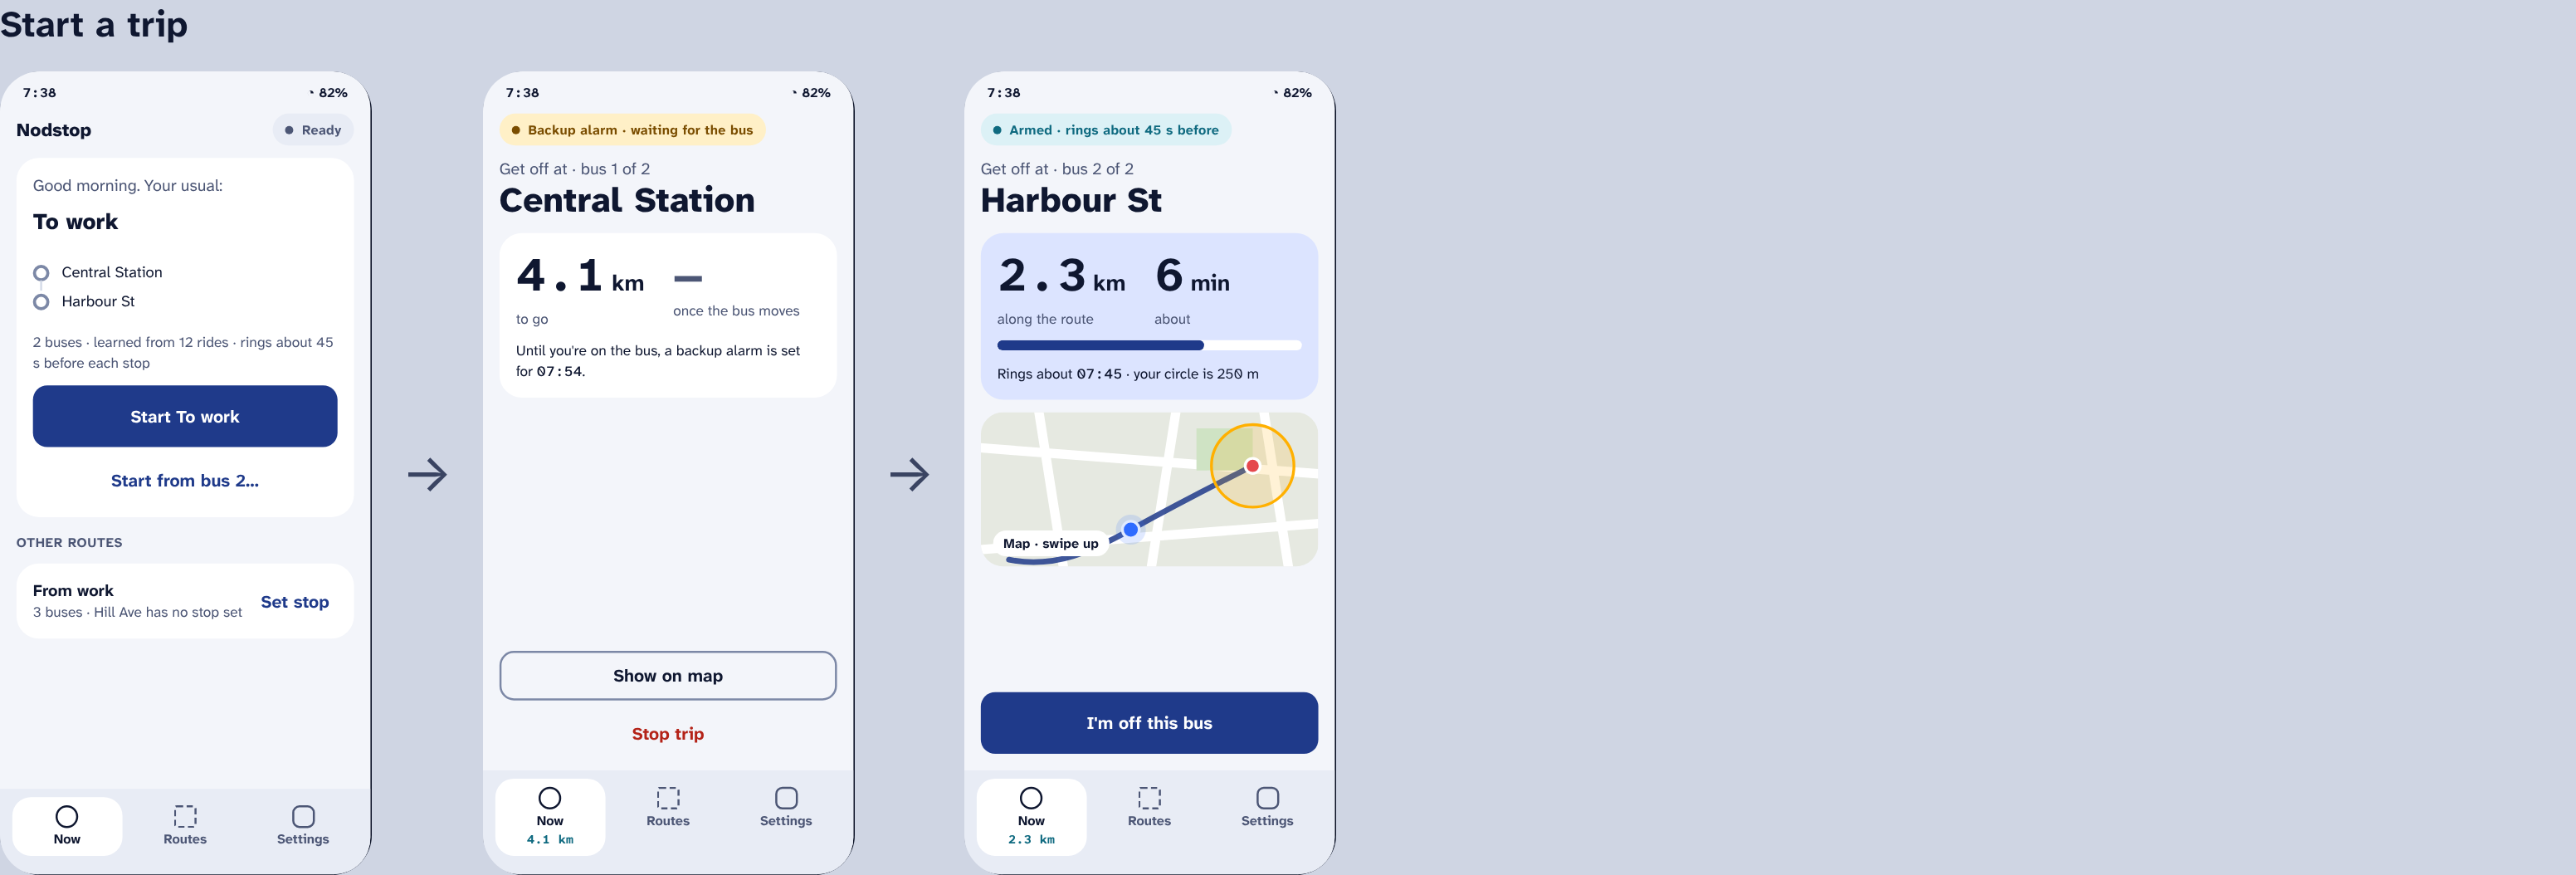 Start a trip
7:38
82%
Nodstop
Ready
Good morning. Your usual:
To work
Central Station
Harbour St
2 buses · learned from 12 rides · rings about 45
s before each stop
Start To work
Start from bus 2...
OTHER ROUTES
From work
3 buses · Hill Ave has no stop set
Set stop
Now
Routes
Settings
7:38
82%
Backup alarm · waiting for the bus
Get off at · bus 1 of 2
Central Station
4.1 km
–
to go
once the bus moves
Until you're on the bus, a backup alarm is set
for 07:54.
Show on map
Stop trip
Now
4.1 km
Routes
Settings
7:38
82%
Armed · rings about 45 s before
Get off at · bus 2 of 2
Harbour St
2.3 km
6 min
along the route
about
Rings about 07:45 · your circle is 250 m
Map · swipe up
I'm off this bus
Now
2.3 km
Routes
Settings